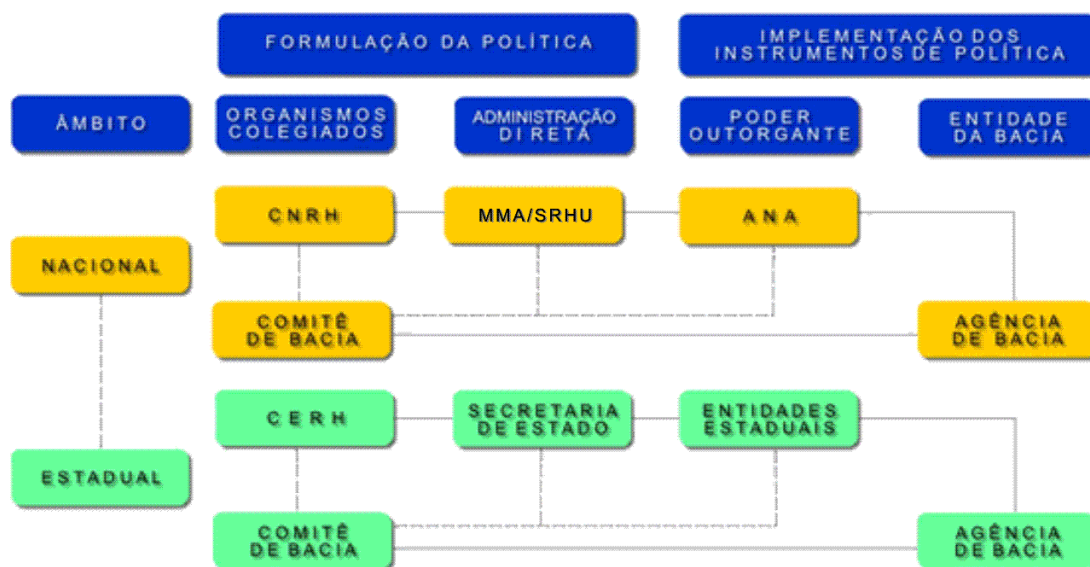 FORMULAÇÃO DA POLÍTICA
IMPLEMENTAÇÃO DOS
INSTRUMENTOS DE POLÍTICA
ÂMBITO
ORGANISMOS
COLEGIADOS
ADMINISTRAÇÃO
DIRETA
PODER
OUTORGANTE
ENTIDADE
DA BACIA
NACIONAL
CNRH
MMA/SRHU
ANA
COMITÊ
DE BACIA
AGÊNCIA
DE BACIA
ESTADUAL
CERH
SECRETARIA
DE ESTADO
ENTIDADES
ESTADUAIS
COMITÊ
DE BACIA
AGÊNCIA
DE BACIA